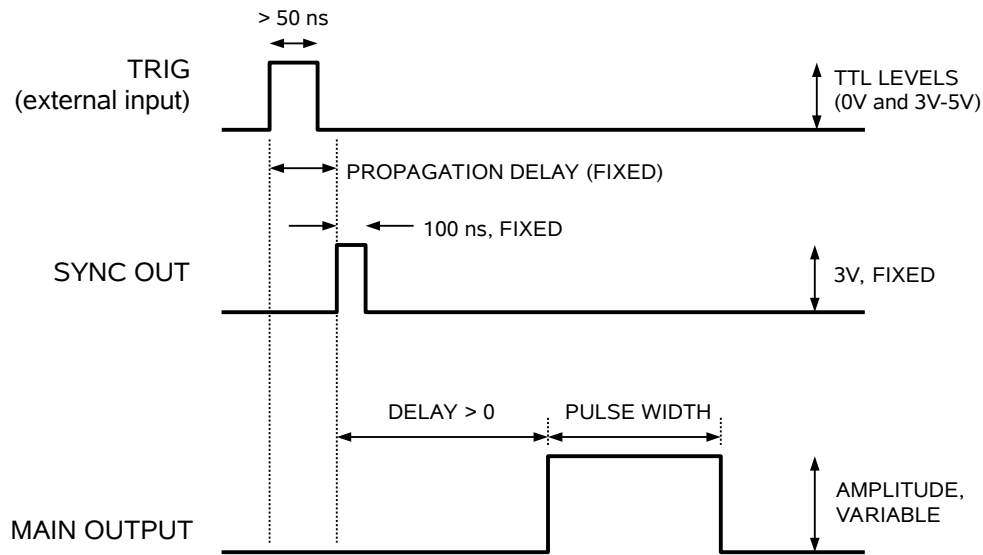 > 50 ns
TRIG
(external input)
TTL LEVELS
(0V and 3V-5V)
PROPAGATION DELAY (FIXED)
100 ns, FIXED
SYNC OUT
3V, FIXED
DELAY > 0
PULSE WIDTH
AMPLITUDE,
VARIABLE
MAIN OUTPUT